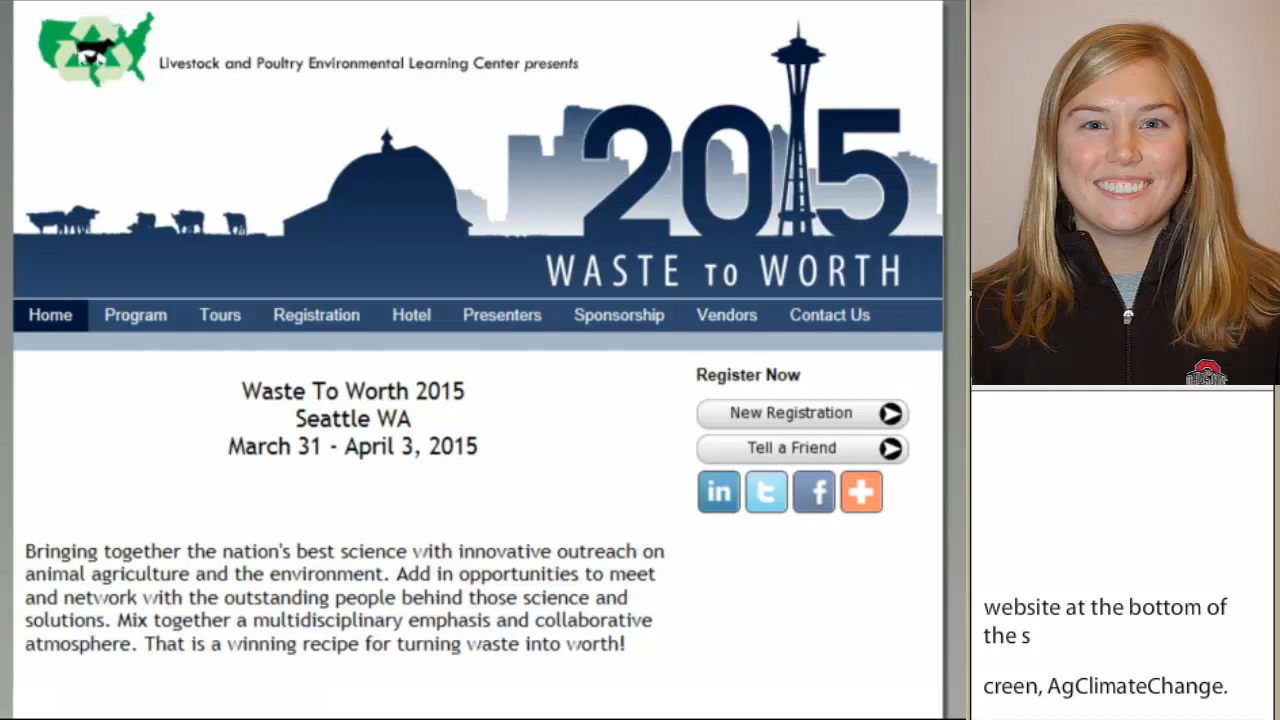 Livestock and Poultry Environmental Learning Center presents
2015
WASTE TO WORTH
Home Program Tours Registration Hotel Presenters Sponsorship Vendors Contact Us
Waste To Worth 2015
Seattle WA
March 31 - April 3, 2015
Register Now
New Registration
Tell a Friend
in t f
Bringing together the nation's best science with innovative outreach on
animal agriculture and the environment. Add in opportunities to meet
and network with the outstanding people behind those science and
solutions. Mix together a multidisciplinary emphasis and collaborative
atmosphere. That is a winning recipe for turning waste into worth!
website at the bottom of
the s
creen, AgClimateChange.